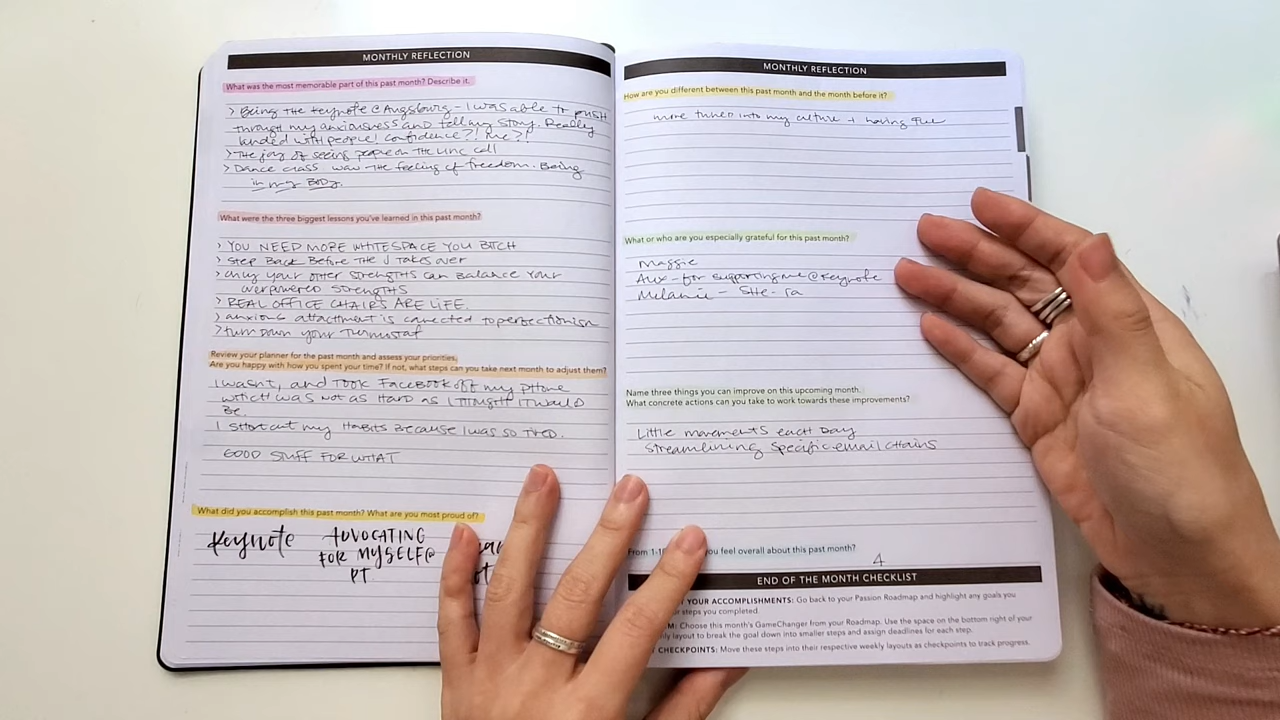 MONTHLY REFLECTION
What was the most memorable part of this past month? Describe it.
> Being the Keynote @ Augsburg - I was able to push
through my anxiousness and tell my story. Really
landed with people! Confidence?! Me?!
> The joy of seeing people on the UNC call
> Dance class was the feeling of freedom. Being
in my BODY.
What were the three biggest lessons you've learned in this past month?
> YOU NEED MORE WHITESPACE YOU BITCH
> Step Back Before the J takes over
> only your other strengths can balance your
overpowered strengths
> REAL OFFICE CHAIRS ARE LIFE.
> anxious attachment is connected to perfectionism
> turn down your thermostat
Review your planner for the past month and assess your priorities.
Are you happy with how you spent your time? If not, what steps can you take next month to adjust them?
I wasn't, and took Facebook off my phone
which was not as hard as I thought it would
be.
I shortcut my habits because I was so tired.
GOOD STUFF FOR WHAT
What did you accomplish this past month? What are you most proud of?
Keynote
ADVOCATING
FOR MYSELF @
PT
MONTHLY REFLECTION
How are you different between this past month and the month before it?
more tuned into my culture + having fun
What or who are you especially grateful for this past month?
Maggie
Aux - for supporting me @ Keynote
Melanie - SHe-ra
Name three things you can improve on this upcoming month.
What concrete actions can you take to work towards these improvements?
Little movements each Day
streamlining specific email chains
From 1-10 you feel overall about this past month?
4
END OF THE MONTH CHECKLIST
YOUR ACCOMPLISHMENTS: Go back to your Passion Roadmap and highlight any goals you
steps you completed.
Choose this month's GameChanger from your Roadmap. Use the space on the bottom right of your
layout to break the goal down into smaller steps and assign deadlines for each step.
CHECKPOINTS: Move these steps into their respective weekly layouts as checkpoints to track progress.